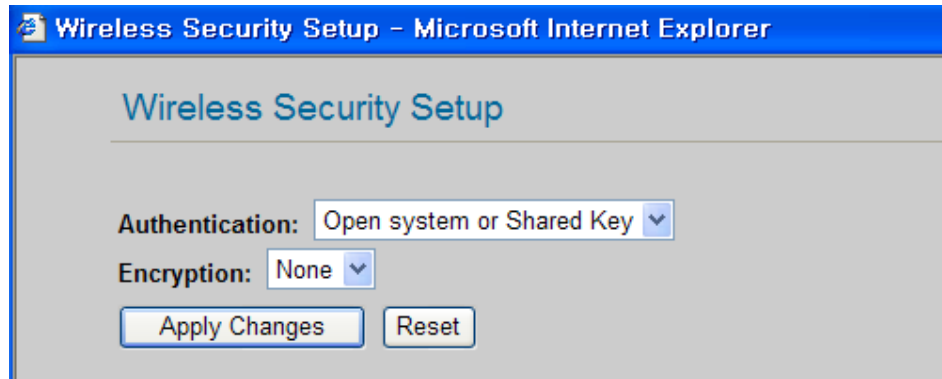 Wireless Security Setup - Microsoft Internet Explorer
Wireless Security Setup
Authentication: Open system or Shared Key
Encryption: None
Apply Changes Reset